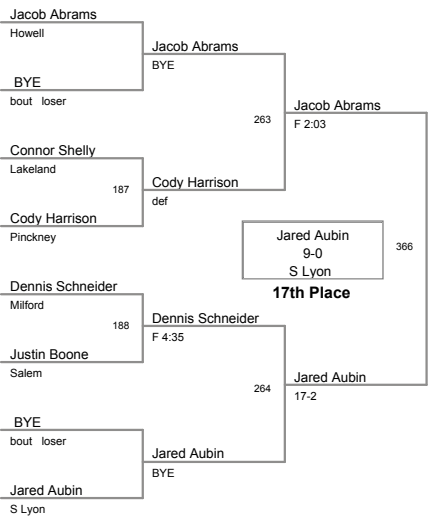 Jacob Abrams
Howell
Jacob Abrams
BYE
BYE
bout loser
Jacob Abrams
263
F 2:03
Connor Shelly
Lakeland
187
Cody Harrison
def
Cody Harrison
Pinckney
Jared Aubin
9-0
S Lyon
366
17th Place
Dennis Schneider
Milford
188
Dennis Schneider
F 4:35
Justin Boone
Salem
Jared Aubin
264
17-2
BYE
bout loser
Jared Aubin
BYE
Jared Aubin
S Lyon